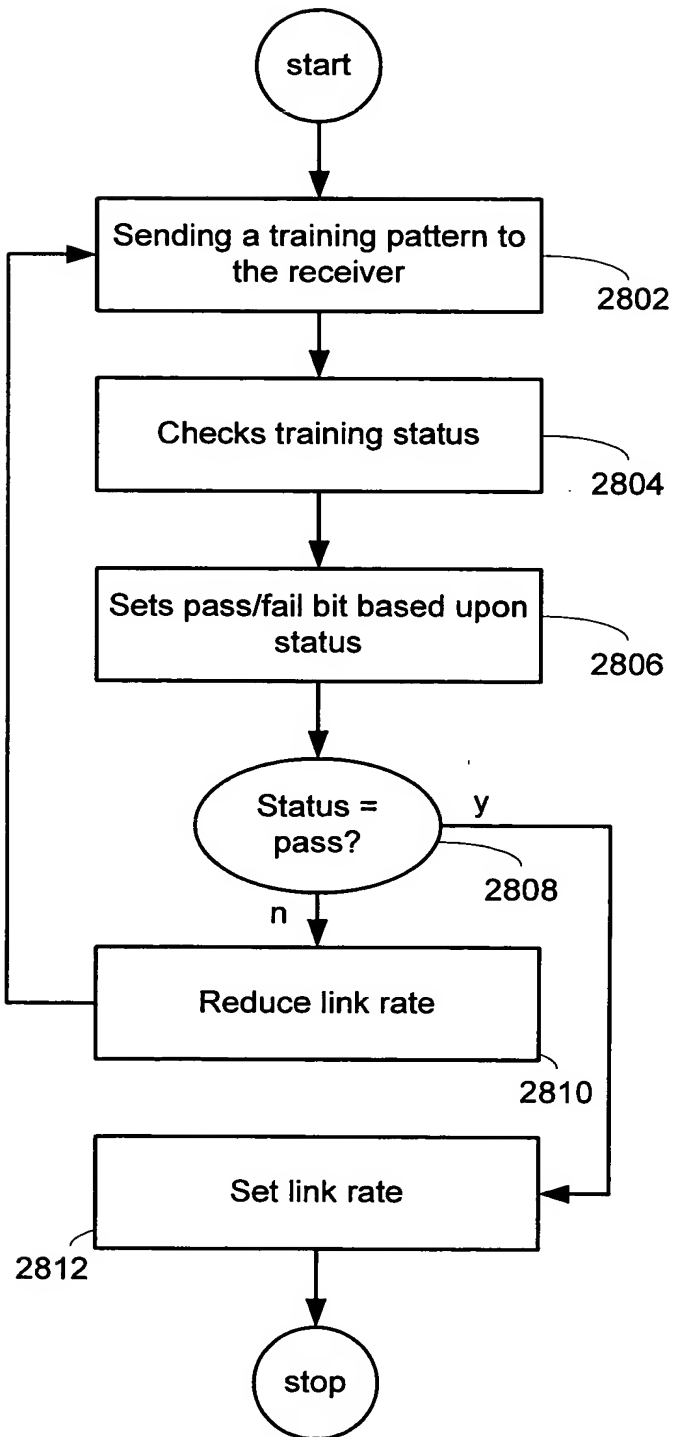 start
Sending a training pattern to
the receiver
2802
Checks training status
2804
Sets pass/fail bit based upon
status
2806
Status =
pass?
y
2808
n
Reduce link rate
2810
Set link rate
2812
stop